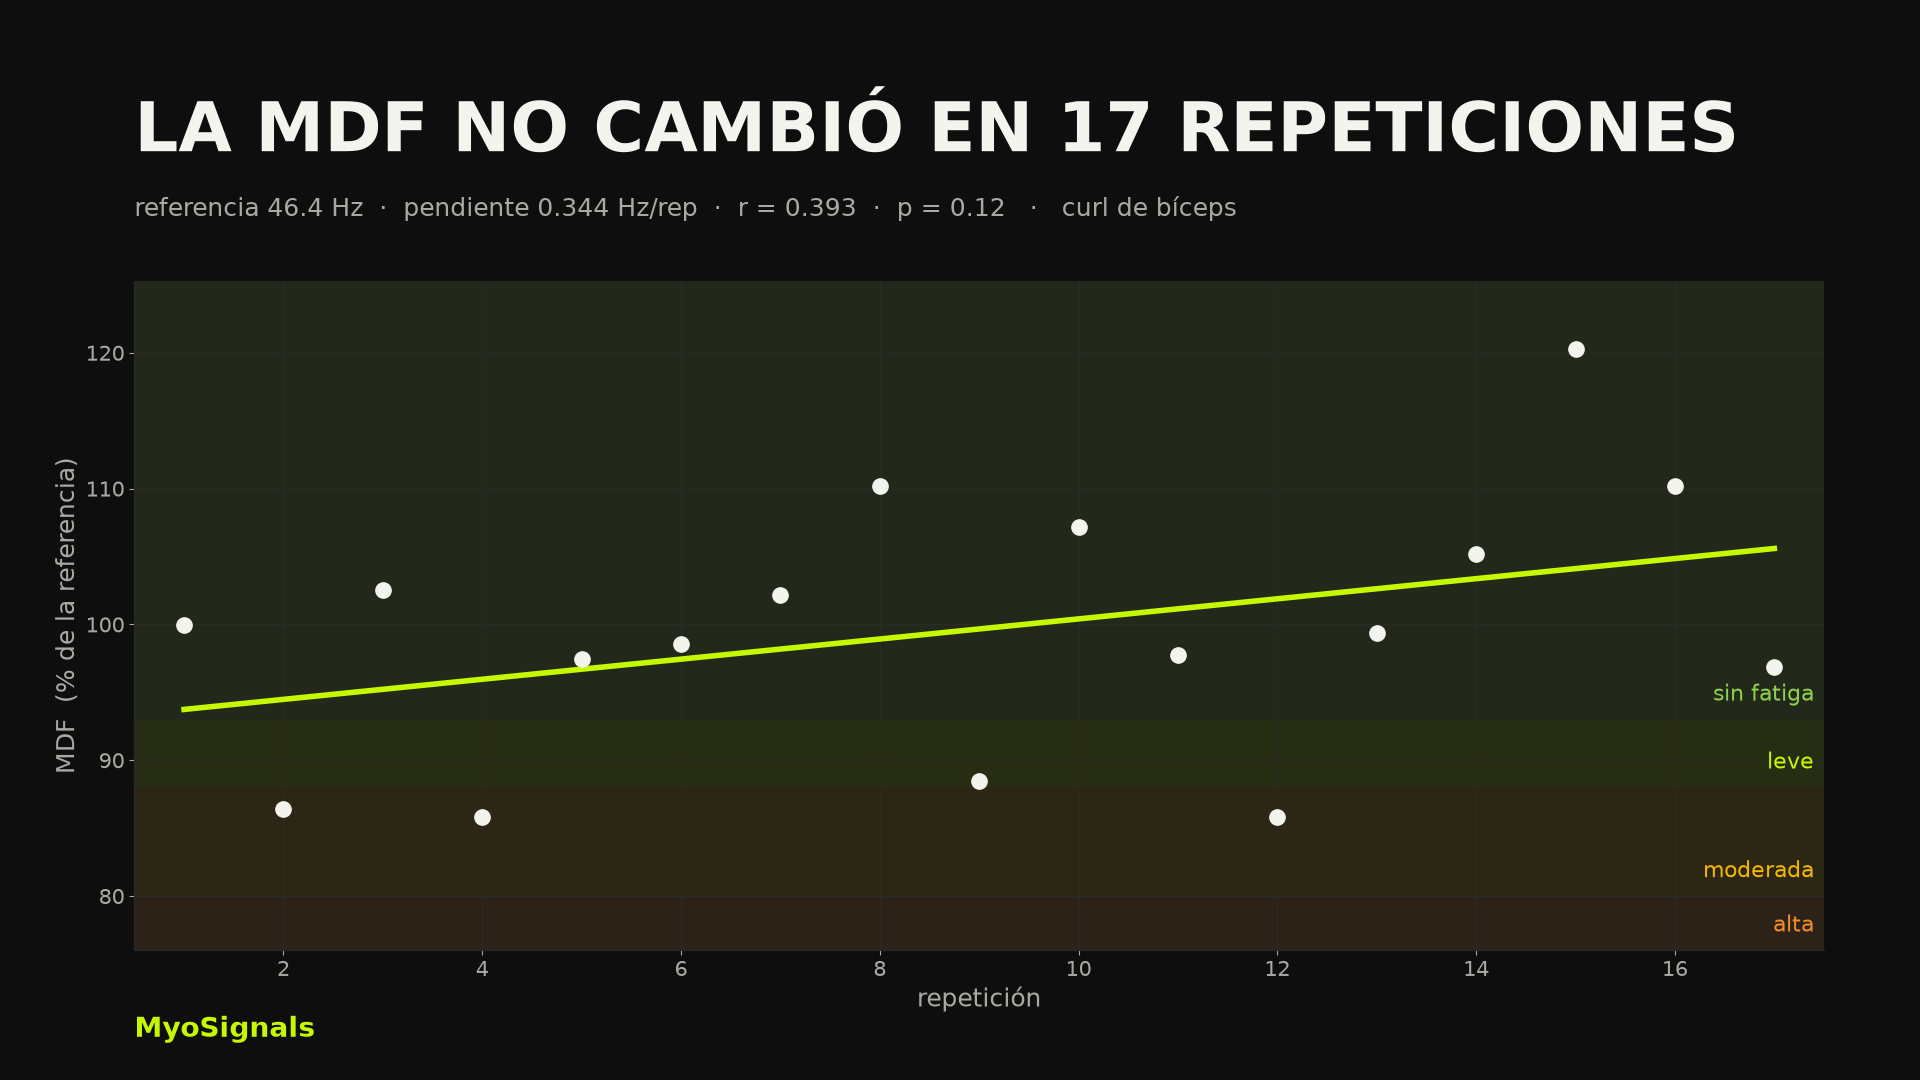 LA MDF NO CAMBIÓ EN 17 REPETICIONES
referencia 46.4 Hz · pendiente 0.344 Hz/rep · r = 0.393 · p = 0.12 · curl de bíceps
MDF (% de la referencia)
120
110
100
90
80
sin fatiga
leve
moderada
alta
2 4 6 8 10 12 14 16
repetición
MyoSignals